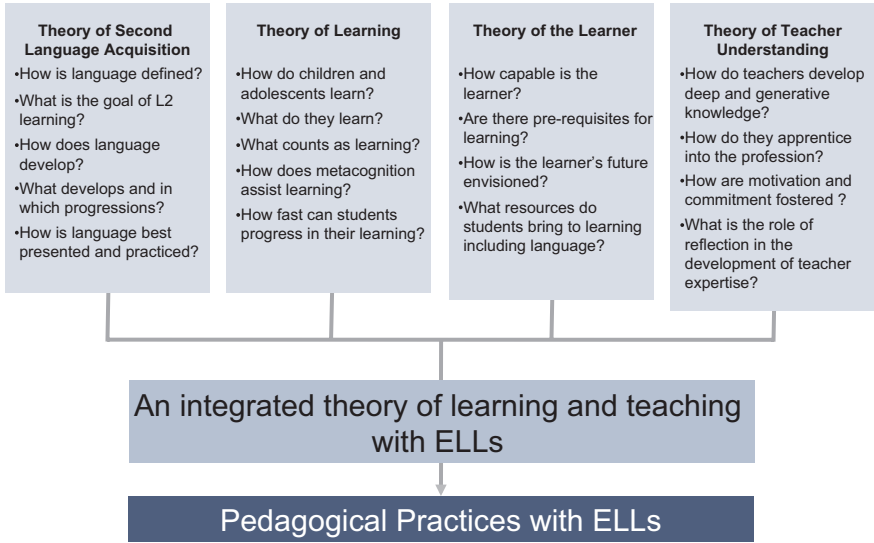 Theory of Second
Language Acquisition
•How is language defined?
•What is the goal of L2
learning?
•How does language
develop?
•What develops and in
which progressions?
•How is language best
presented and practiced?
Theory of Learning
•How do children and
adolescents learn?
•What do they learn?
•What counts as learning?
•How does metacognition
assist learning?
•How fast can students
progress in their learning?
Theory of the Learner
•How capable is the
learner?
•Are there pre-requisites for
learning?
•How is the learner's future
envisioned?
•What resources do
students bring to learning
including language?
Theory of Teacher
Understanding
•How do teachers develop
deep and generative
knowledge?
•How do they apprentice
into the profession?
•How are motivation and
commitment fostered ?
•What is the role of
reflection in the
development of teacher
expertise?
An integrated theory of learning and teaching
with ELLs
Pedagogical Practices with ELLs